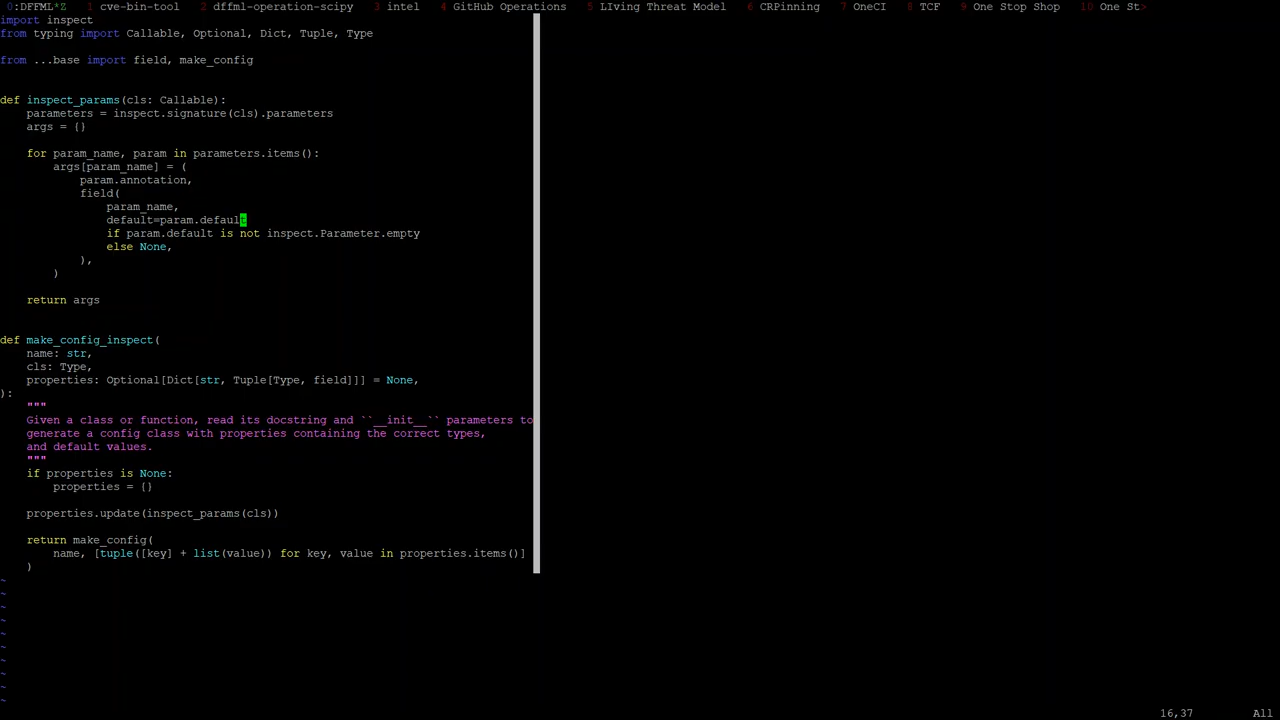 0:DFFML*Z 1 cve-bin-tool 2 dffml-operation-scipy 3 intel 4 GitHub Operations 5 LIving Threat Model 6 CRPinning 7 OneCI 8 TCF 9 One Stop Shop 10 One St>
import inspect
from typing import Callable, Optional, Dict, Tuple, Type
from ...base import field, make_config
def inspect_params(cls: Callable):
    parameters = inspect.signature(cls).parameters
    args = {}
    for param_name, param in parameters.items():
        args[param_name] = (
            param.annotation,
            field(
                param_name,
                default=param.default
                if param.default is not inspect.Parameter.empty
                else None,
            ),
        )
    return args
def make_config_inspect(
    name: str,
    cls: Type,
    properties: Optional[Dict[str, Tuple[Type, field]]] = None,
):
    """
    Given a class or function, read its docstring and ``__init__`` parameters to
    generate a config class with properties containing the correct types,
    and default values.
    """
    if properties is None:
        properties = {}
    properties.update(inspect_params(cls))
    return make_config(
        name, [tuple([key] + list(value)) for key, value in properties.items()]
    )
~
~
~
~
~
~
~
~
~
~
16,37 All